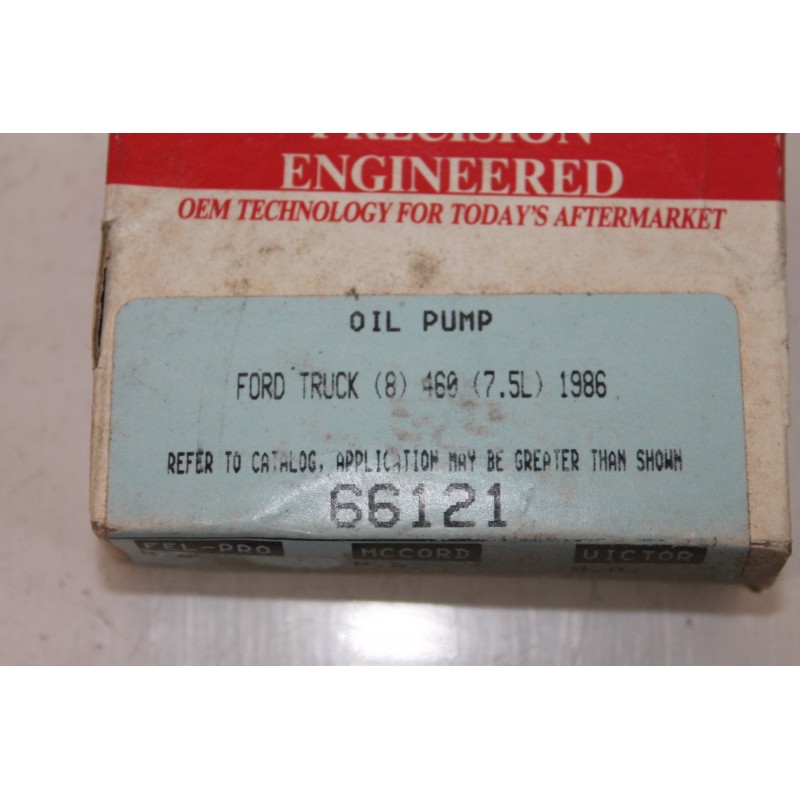 PRECISION
ENGINEERED
OEM TECHNOLOGY FOR TODAY'S AFTERMARKET
OIL PUMP
FORD TRUCK (8) 460 (7.5L) 1986
REFER TO CATALOG, APPLICATION MAY BE GREATER THAN SHOWN
66121
FEL-PRO MCCORD VICTOR